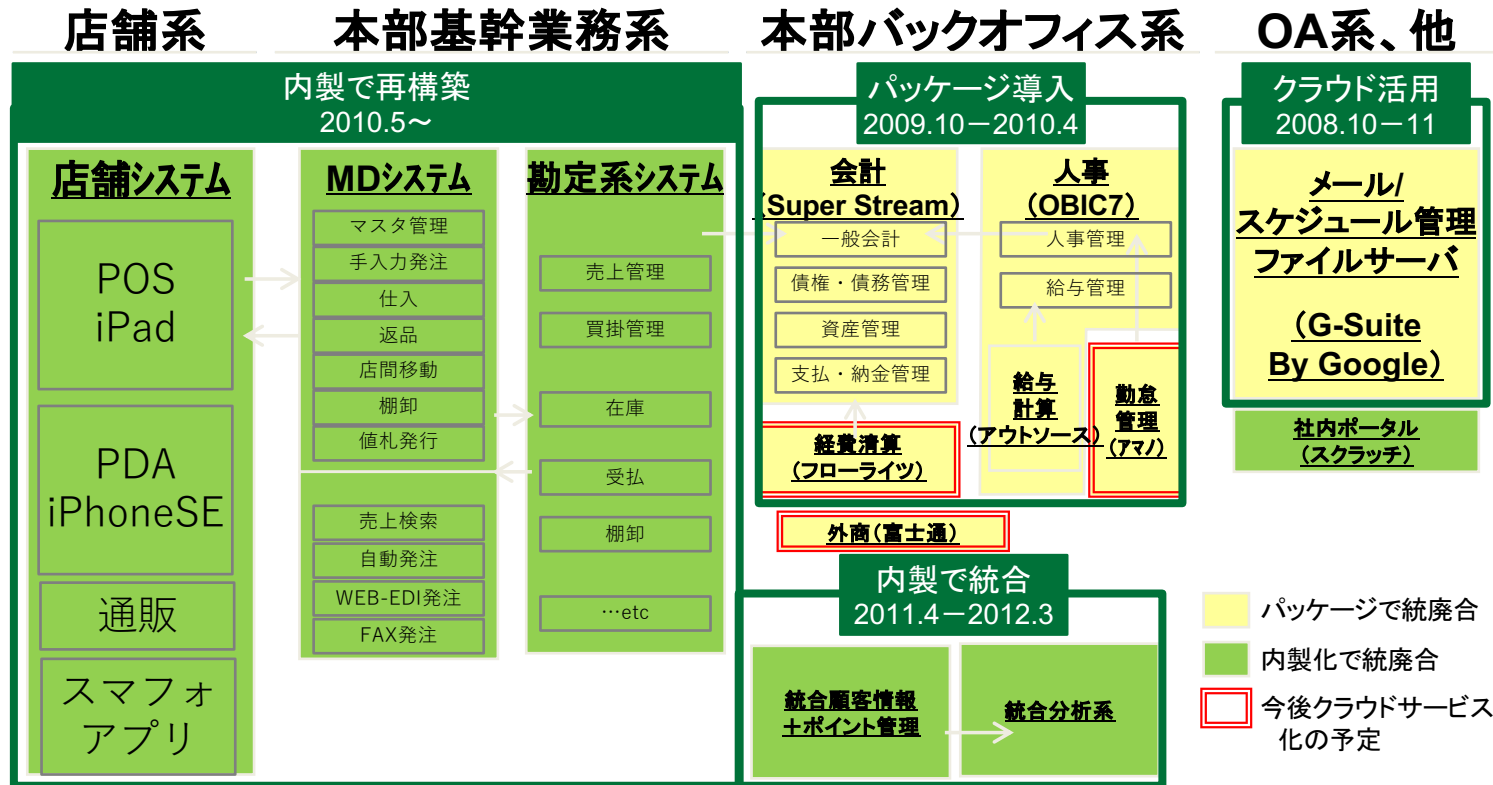 店舗系
本部基幹業務系
本部バックオフィス系
OA系、他
内製で再構築
2010.5～
店舗システム
POS
iPad
PDA
iPhoneSE
通販
スマフォ
アプリ
MDシステム
マスタ管理
手入力発注
仕入
返品
店間移動
棚卸
値札発行
売上検索
自動発注
WEB-EDI発注
FAX発注
勘定系システム
売上管理
買掛管理
在庫
受払
棚卸
…etc
パッケージ導入
2009.10－2010.4
会計
（Super Stream）
一般会計
債権・債務管理
資産管理
支払・納金管理
経費清算
（フローライツ）
人事
（OBIC7）
人事管理
給与管理
給与
計算
（アウトソース）
勤怠
管理
（アマノ）
外商（富士通）
内製で統合
2011.4－2012.3
統合顧客情報
＋ポイント管理
統合分析系
クラウド活用
2008.10－11
メール/
スケジュール管理
ファイルサーバ
（G-Suite
By Google）
社内ポータル
（スクラッチ）
パッケージで統廃合
内製化で統廃合
今後クラウドサービス
化の予定